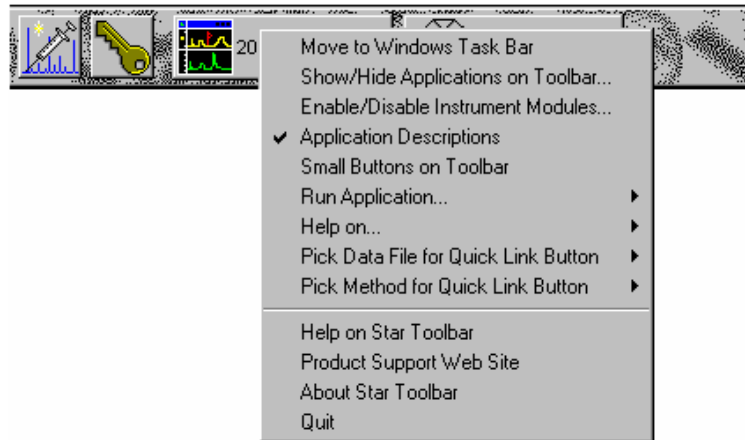 20
Move to Windows Task Bar
Show/Hide Applications on Toolbar...
Enable/Disable Instrument Modules...
Application Descriptions
Small Buttons on Toolbar
Run Application...
Help on...
Pick Data File for Quick Link Button
Pick Method for Quick Link Button
Help on Star Toolbar
Product Support Web Site
About Star Toolbar
Quit